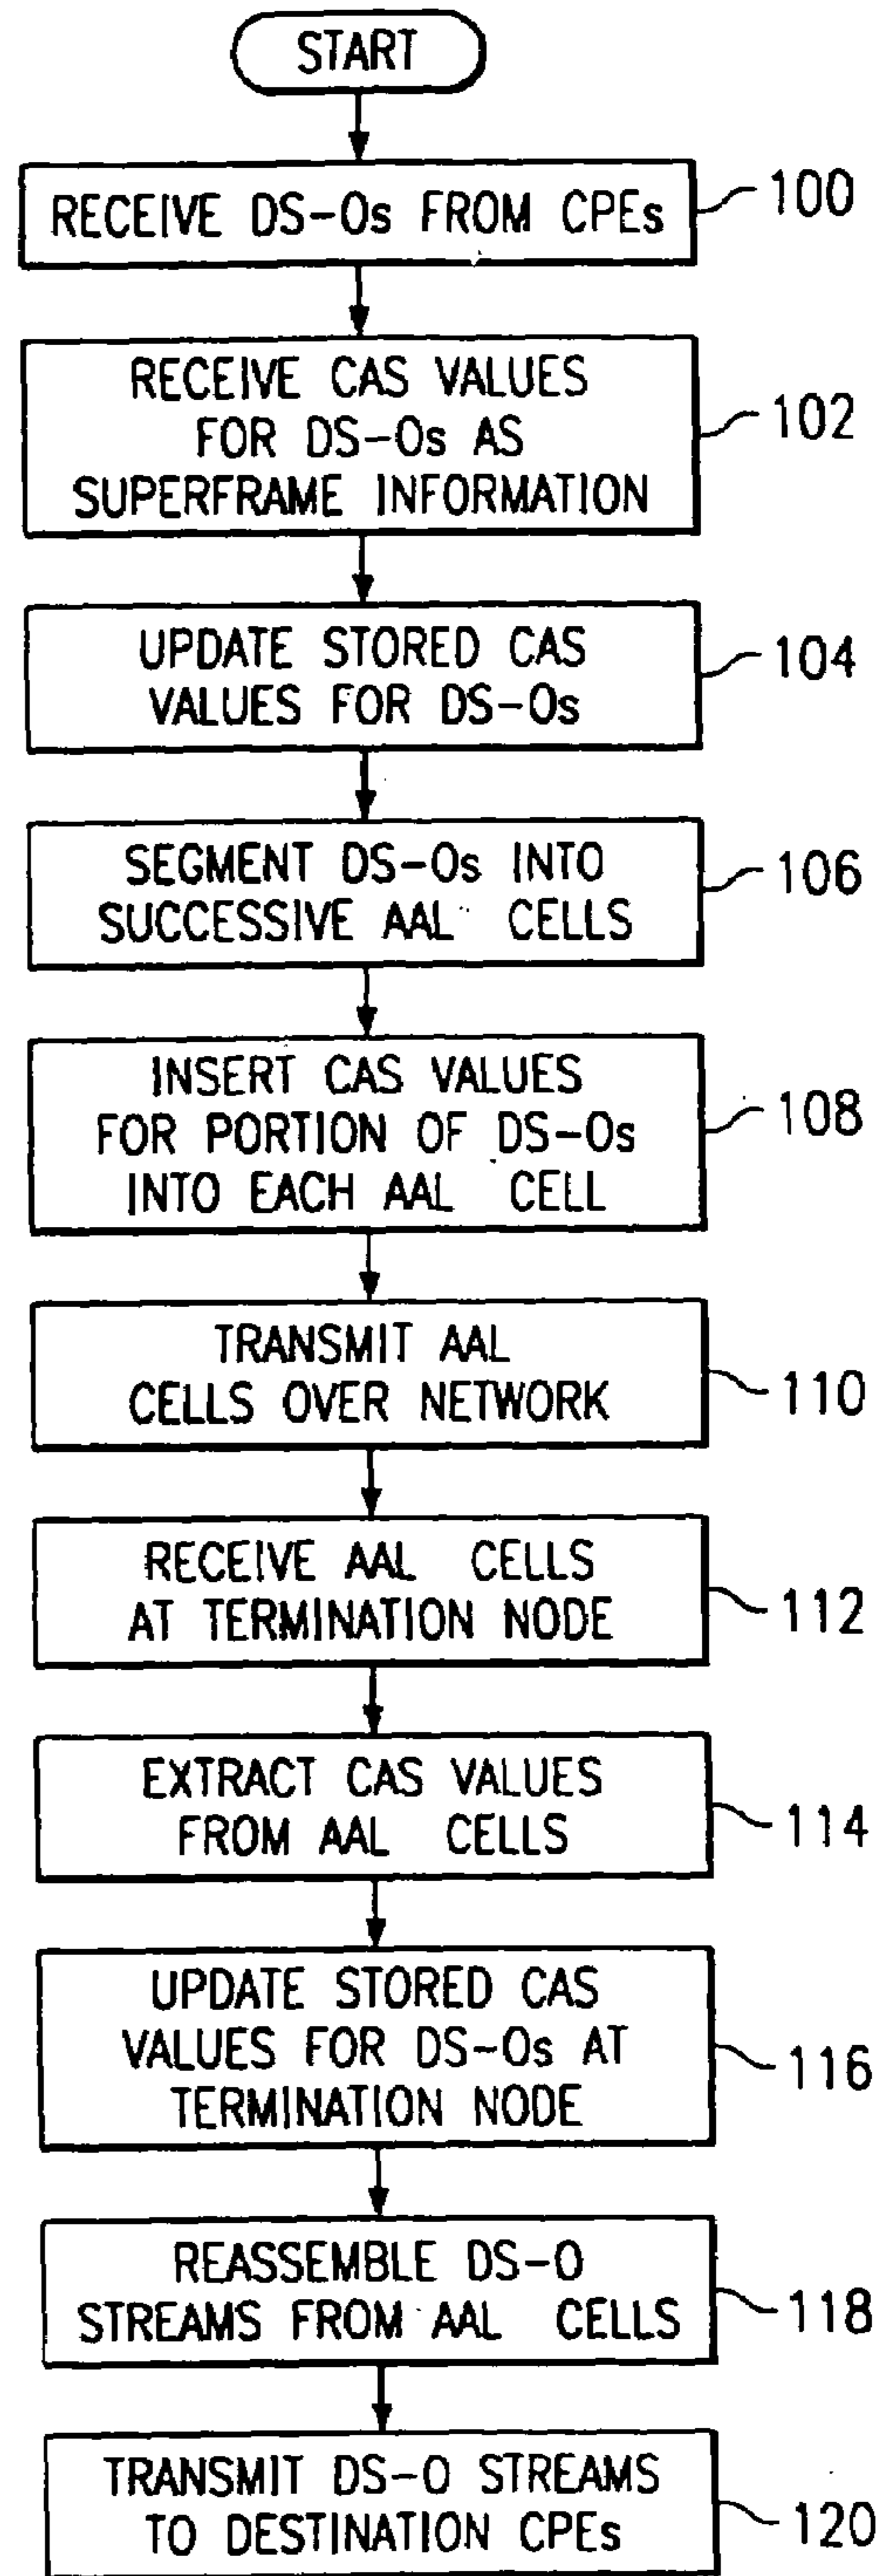 START
RECEIVE DS-0s FROM CPEs
100
RECEIVE CAS VALUES
FOR DS-0s AS
SUPERFRAME INFORMATION
102
UPDATE STORED CAS
VALUES FOR DS-0s
104
SEGMENT DS-0s INTO
SUCCESSIVE AAL CELLS
106
INSERT CAS VALUES
FOR PORTION OF DS-0s
INTO EACH AAL CELL
108
TRANSMIT AAL
CELLS OVER NETWORK
110
RECEIVE AAL CELLS
AT TERMINATION NODE
112
EXTRACT CAS VALUES
FROM AAL CELLS
114
UPDATE STORED CAS
VALUES FOR DS-0s AT
TERMINATION NODE
116
REASSEMBLE DS-0
STREAMS FROM AAL CELLS
118
TRANSMIT DS-0 STREAMS
TO DESTINATION CPEs
120